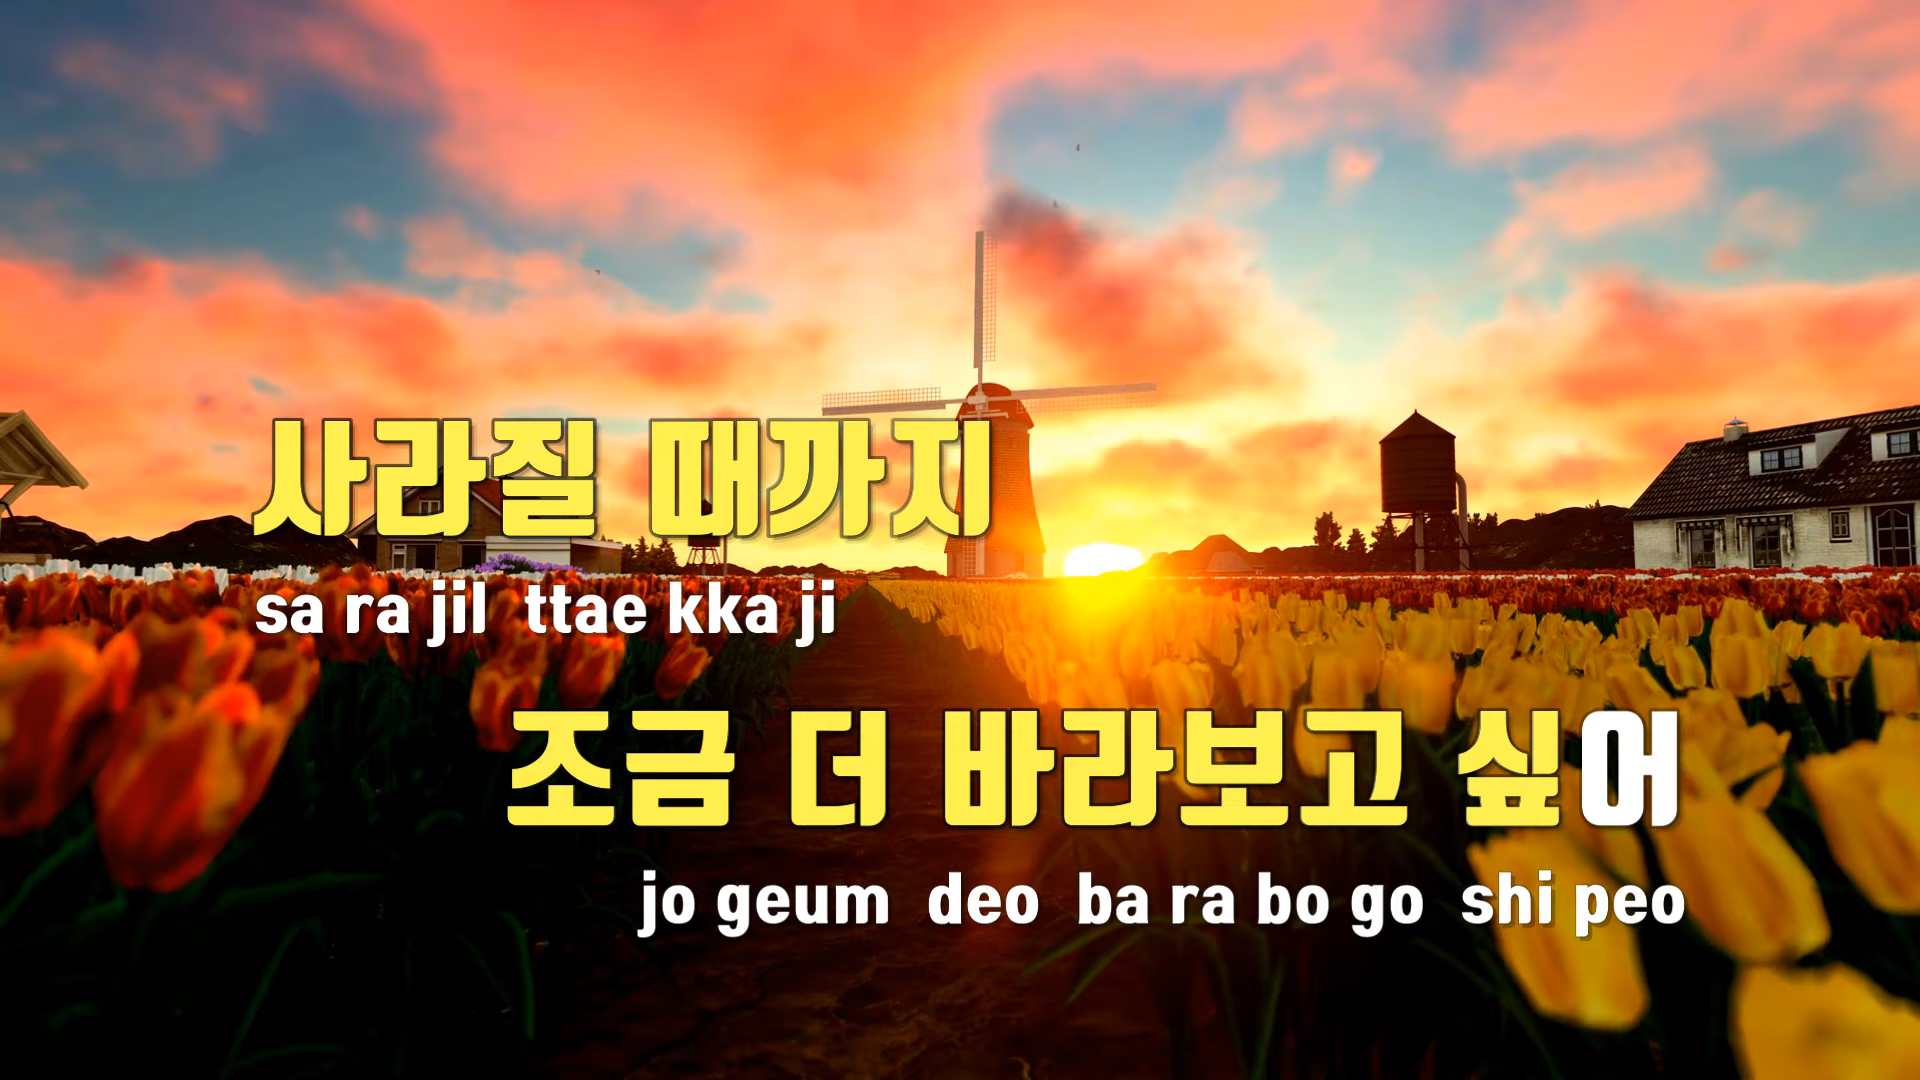 사라질 때까지
sa ra jil ttae kka ji
조금 더 바라보고 싶어
jo geum deo ba ra bo go shi peo